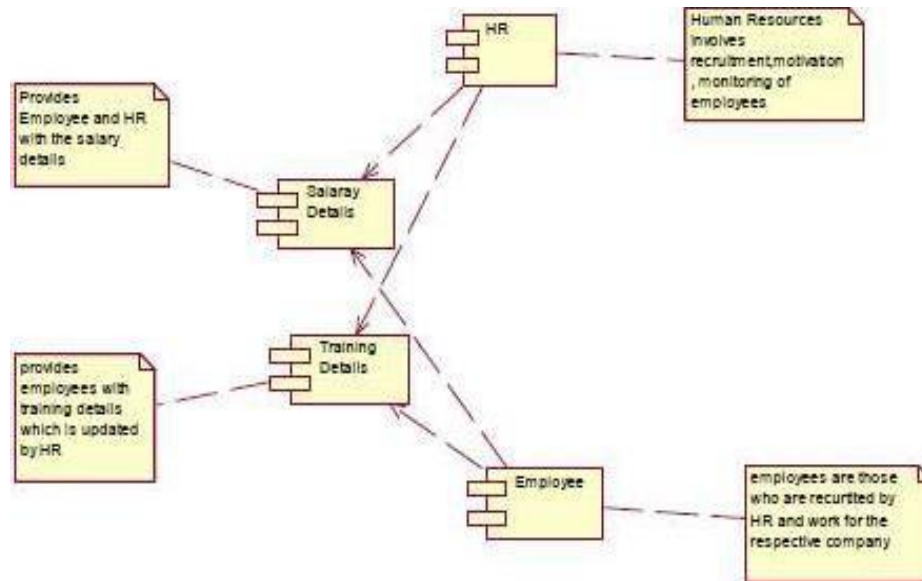 HR
Human Resources
involves
recruitment,motivation
, monitoring of
employees
Provides
Employee and HR
with the salary
details
Salaray
Details
Training
Details
provides
employees with
training details
which is updated
by HR
Employee
employees are those
who are recurtited by
HR and work for the
respective company